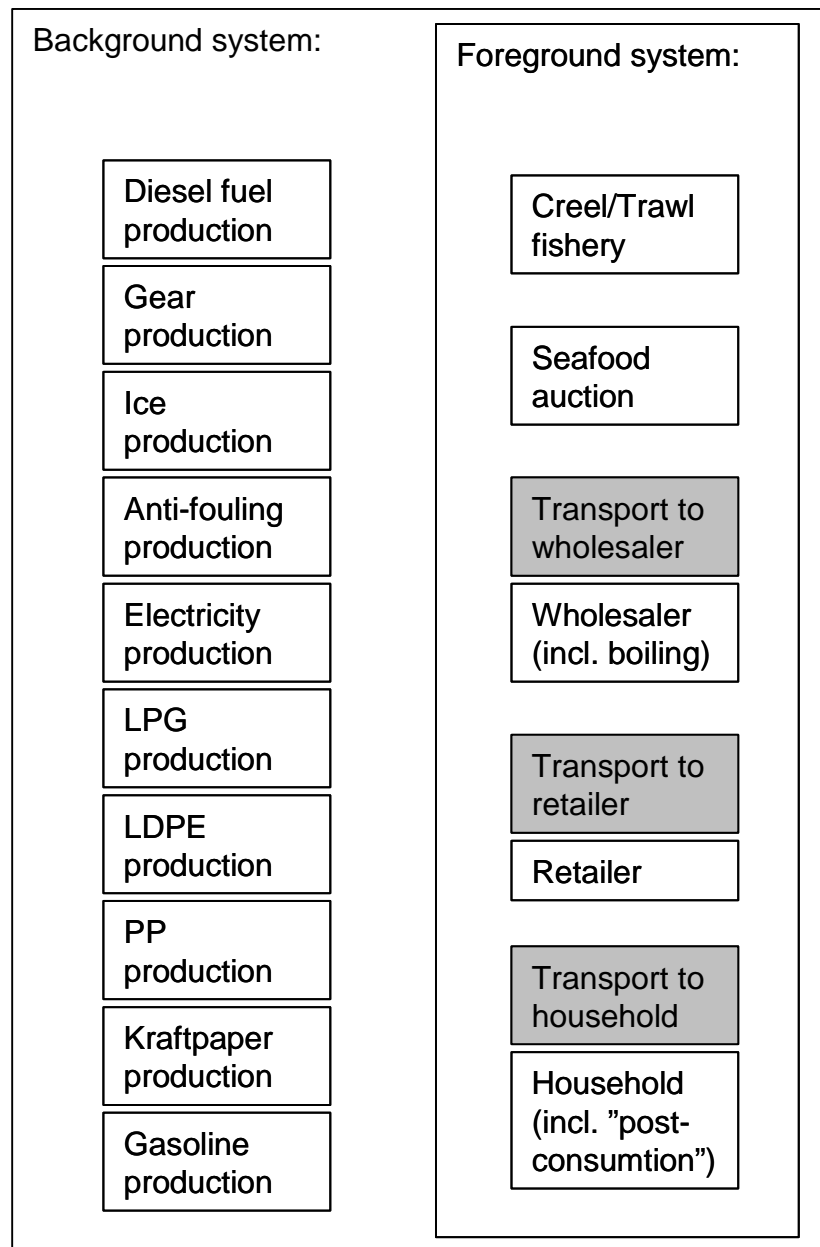 Background system:
Diesel fuel
production
Gear
production
Ice
production
Anti-fouling
production
Electricity
production
LPG
production
LDPE
production
PP
production
Kraftpaper
production
Gasoline
production
Foreground system:
Creel/Trawl
fishery
Seafood
auction
Transport to
wholesaler
Wholesaler
(incl. boiling)
Transport to
retailer
Retailer
Transport to
household
Household
(incl. ”post-
consumtion”)